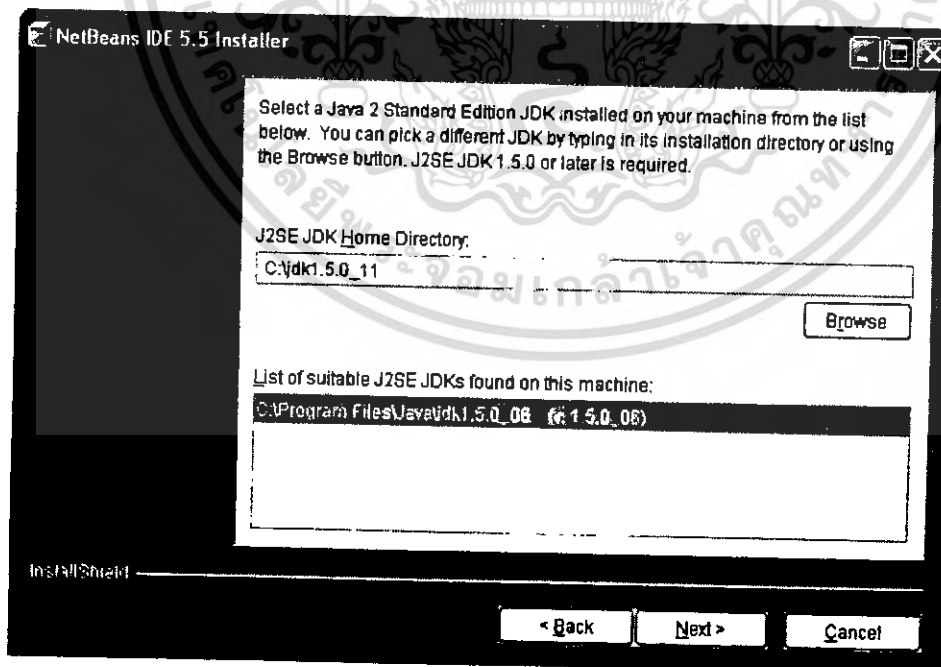 NetBeans IDE 5.5 Installer
Select a Java 2 Standard Edition JDK installed on your machine from the list
below. You can pick a different JDK by typing in its installation directory or using
the Browse button. J2SE JDK 1.5.0 or later is required.
J2SE JDK Home Directory:
C:\jdk1.5.0_11
Browse
List of suitable J2SE JDKs found on this machine:
C:\Program Files\Java\jdk1.5.0_06 (v. 1.5.0_06)
InstallShield
< Back
Next >
Cancel